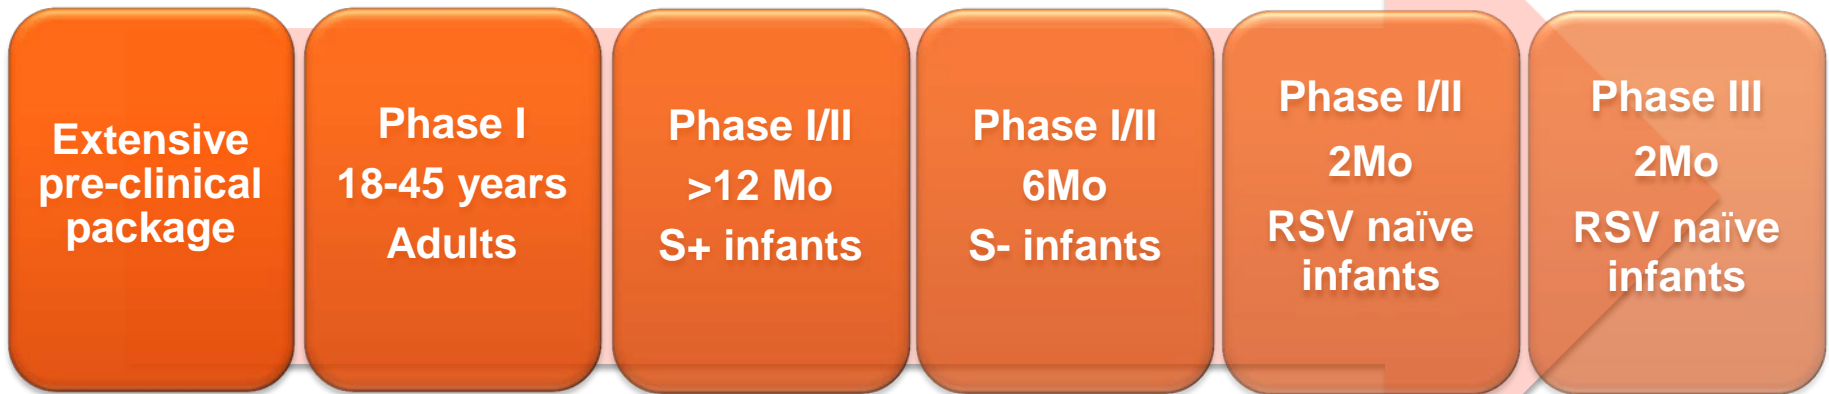 Extensive
pre-clinical
package
Phase I
18-45 years
Adults
Phase I/II
>12 Mo
S+ infants
Phase I/II
6Mo
S- infants
Phase I/II
2Mo
RSV naïve
infants
Phase III
2Mo
RSV naïve
infants